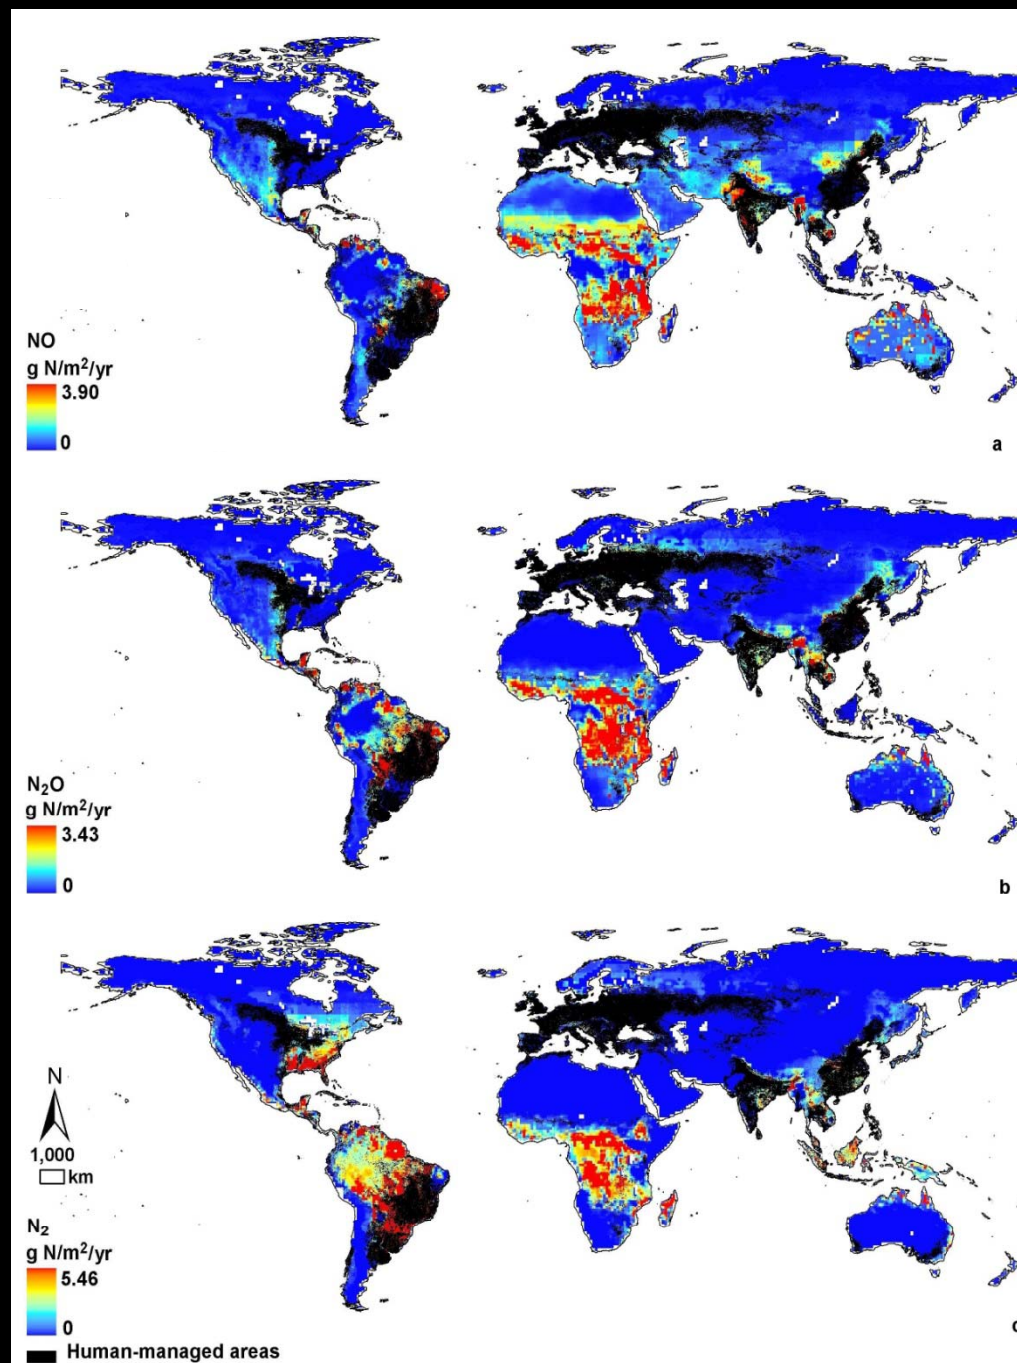 NO
g N/m²/yr
3.90
0
a
N₂O
g N/m²/yr
3.43
0
b
N
1,000
km
N₂
g N/m²/yr
5.46
0
Human-managed areas